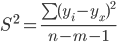 S² = ∑(yᵢ − yₓ)² / n − m − 1